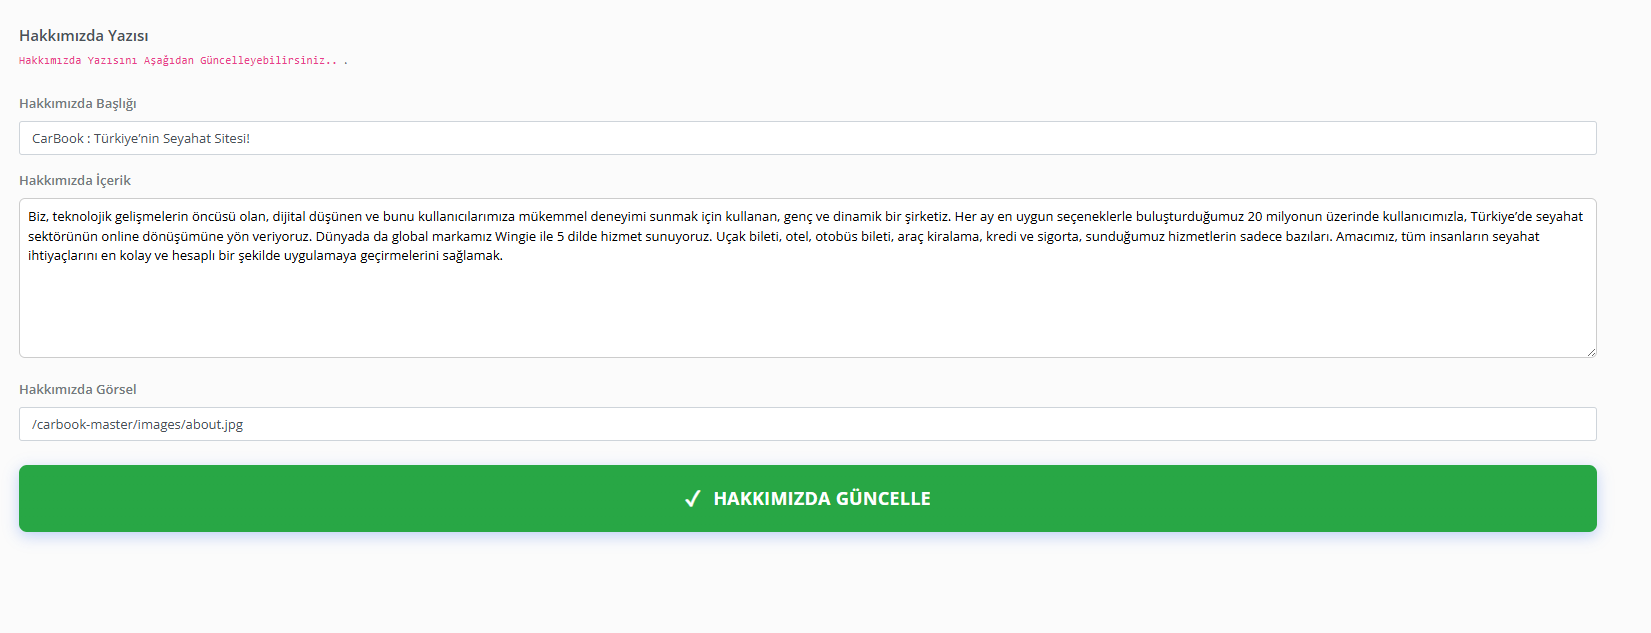 Hakkımızda Yazısı
Hakkımızda Yazısını Aşağıdan Güncelleyebilirsiniz.. .
Hakkımızda Başlığı
CarBook : Türkiye’nin Seyahat Sitesi!
Hakkımızda İçerik
Biz, teknolojik gelişmelerin öncüsü olan, dijital düşünen ve bunu kullanıcılarımıza mükemmel deneyimi sunmak için kullanan, genç ve dinamik bir şirketiz. Her ay en uygun seçeneklerle buluşturduğumuz 20 milyonun üzerinde kullanıcımızla, Türkiye’de seyahat
sektörünün online dönüşümüne yön veriyoruz. Dünyada da global markamız Wingie ile 5 dilde hizmet sunuyoruz. Uçak bileti, otel, otobüs bileti, araç kiralama, kredi ve sigorta, sunduğumuz hizmetlerin sadece bazıları. Amacımız, tüm insanların seyahat
ihtiyaçlarını en kolay ve hesaplı bir şekilde uygulamaya geçirmelerini sağlamak.
Hakkımızda Görsel
/carbook-master/images/about.jpg
✓ HAKKIMIZDA GÜNCELLE